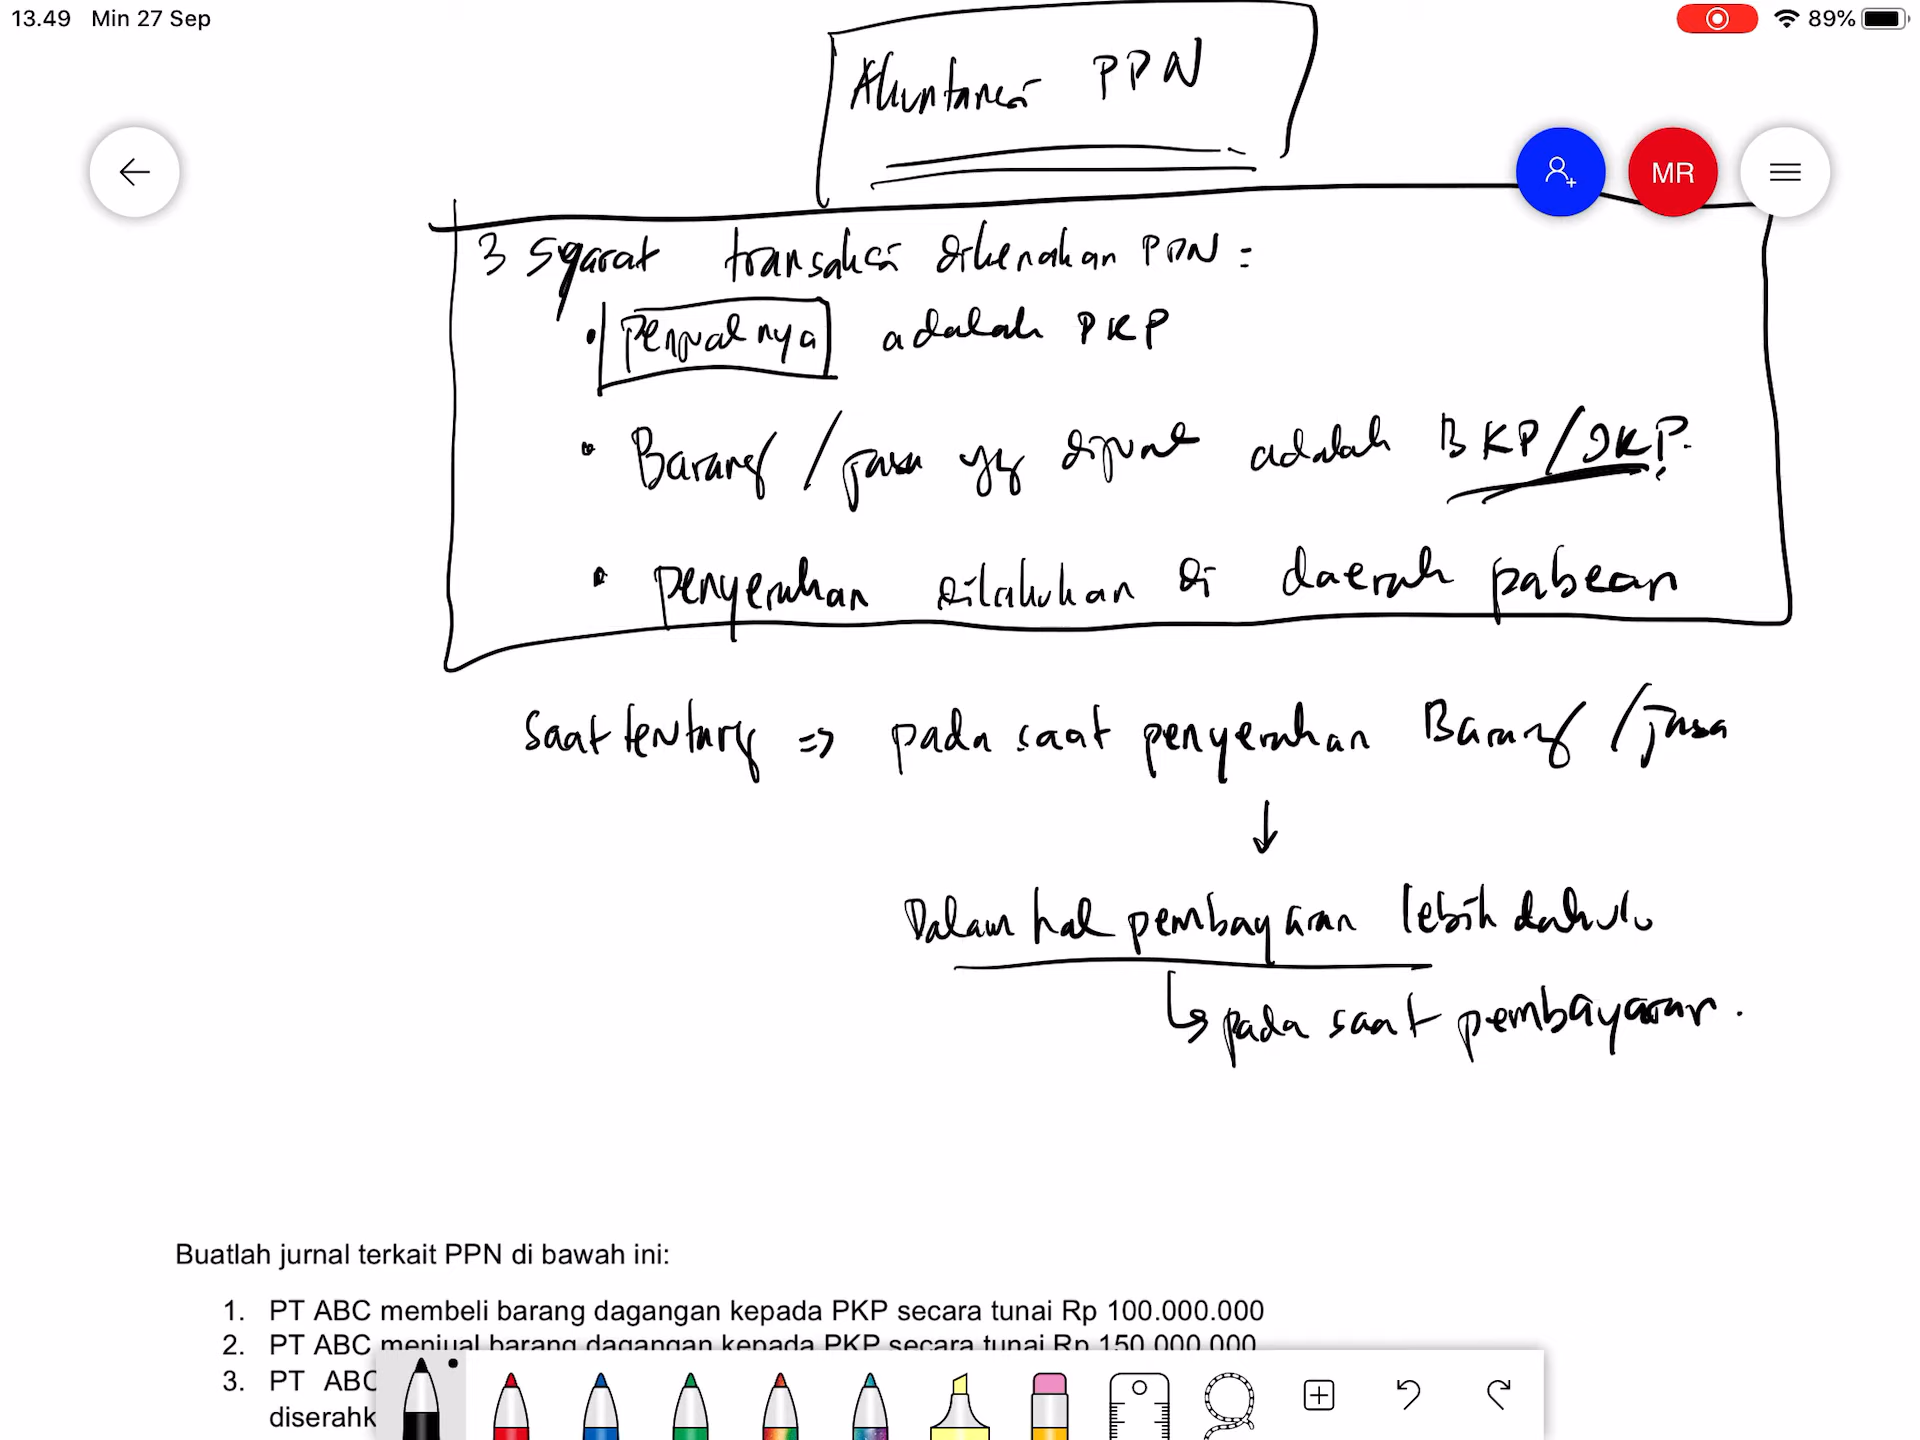 13.49 Min 27 Sep
89%
Akuntansi PPN
MR
3 syarat transaksi dikenakan PPN :
• penjualnya adalah PKP
• Barang / jasa yg dijual adalah BKP/JKP.
• penyerahan dilakukan di daerah pabean
Saat terutang => pada saat penyerahan Barang / Jasa
↓
Dalam hal pembayaran lebih dahulu
↳ pada saat pembayaran.
Buatlah jurnal terkait PPN di bawah ini:
1. PT ABC membeli barang dagangan kepada PKP secara tunai Rp 100.000.000
2. PT ABC menjual barang dagangan kepada PKP secara tunai Rp 150.000.000
3. PT ABC
diserahk